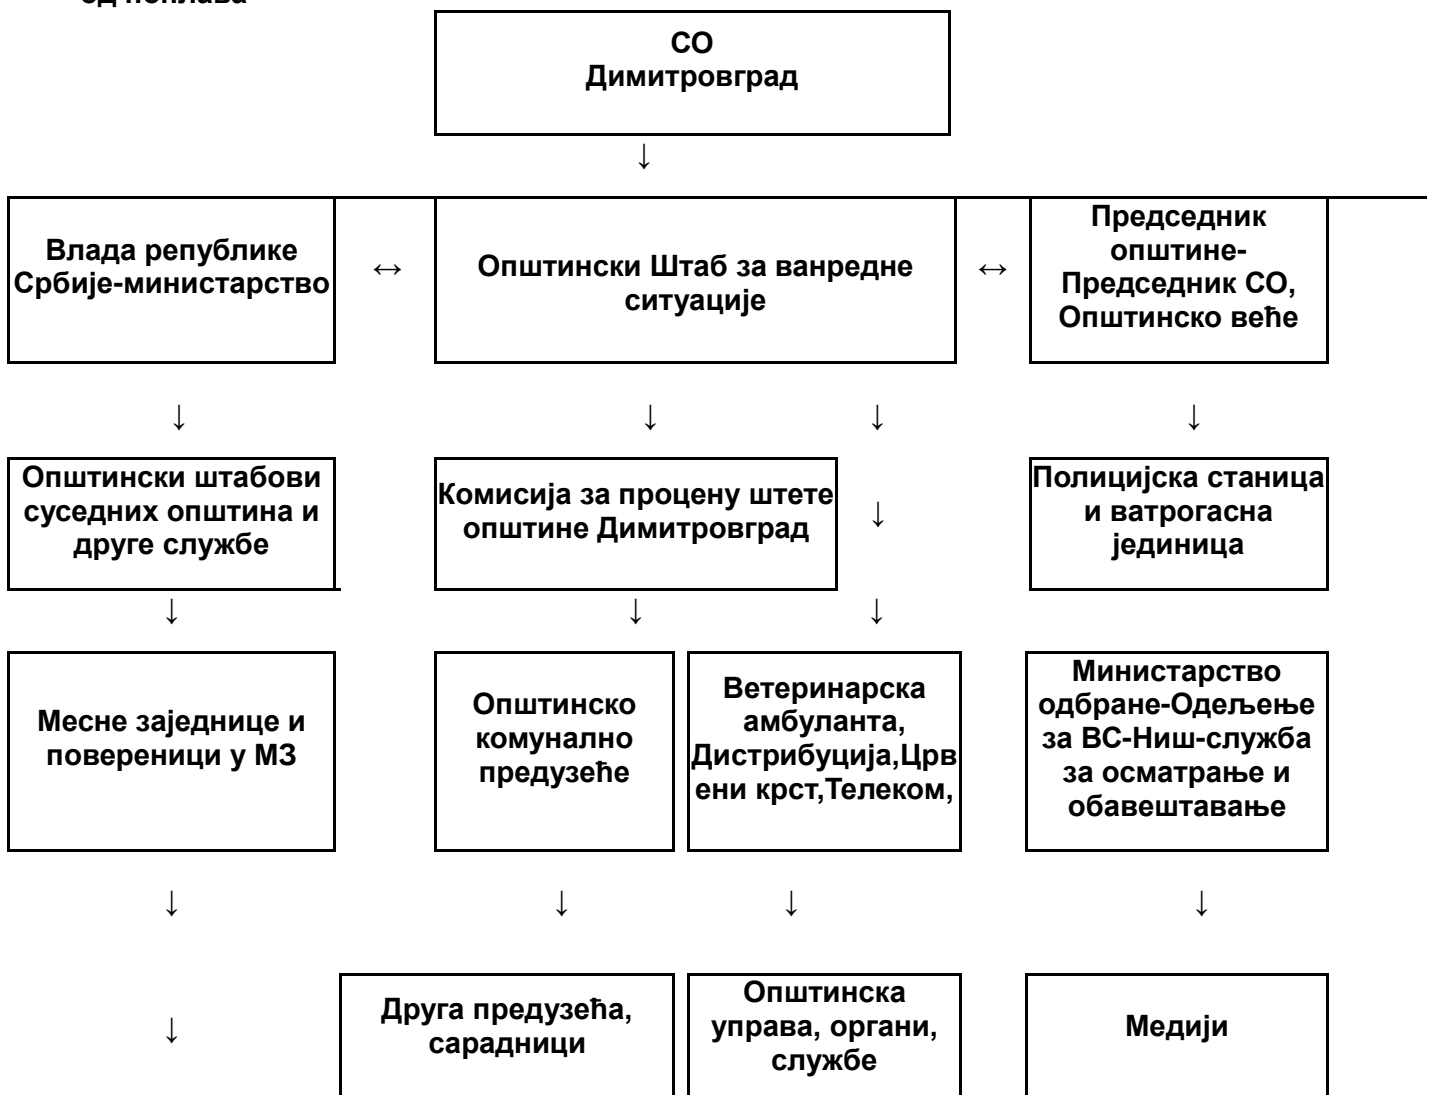 од поплава
СО
Димитровград
↓
Влада републике
Србије-министарство
↔
Општински Штаб за ванредне
ситуације
↔
Председник
општине-
Председник СО,
Општинско веће
↓ ↓ ↓ ↓
Општински штабови
суседних општина и
друге службе
Комисија за процену штете
општине Димитровград
↓
Полицијска станица
и ватрогасна
јединица
↓ ↓ ↓
Месне заједнице и
повереници у МЗ
Општинско
комунално
предузеће
Ветеринарска
амбуланта,
Дистрибуција,Црв
ени крст,Телеком,
Министарство
одбране-Одељење
за ВС-Ниш-служба
за осматрање и
обавештавање
↓ ↓ ↓ ↓
↓
Друга предузећа,
сарадници
Општинска
управа, органи,
службе
Медији